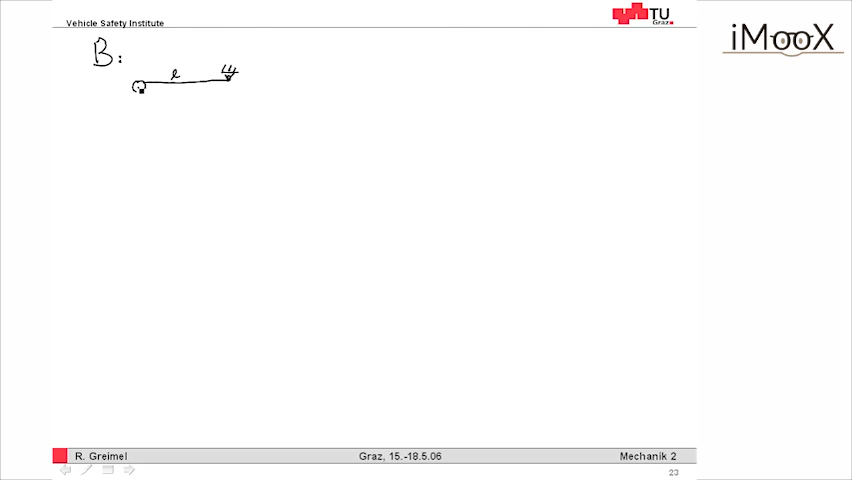 Vehicle Safety Institute
TU
Graz
iMooX
B:
l
R. Greimel
Graz, 15.-18.5.06
Mechanik 2
23